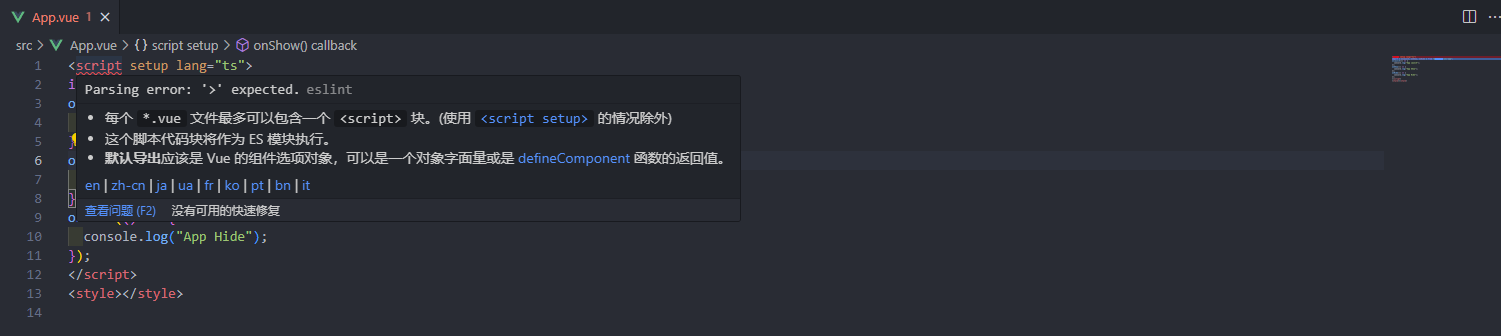 App.vue 1 ×
src > App.vue > {} script setup > onShow() callback
1 <script setup lang="ts">
2 i
Parsing error: '>' expected. eslint
3 o
• 每个 *.vue 文件最多可以包含一个 <script> 块。(使用 <script setup> 的情况除外)
4
• 这个脚本代码块将作为 ES 模块执行。
5 }
• 默认导出应该是 Vue 的组件选项对象，可以是一个对象字面量或是 defineComponent 函数的返回值。
6 o
7
en | zh-cn | ja | ua | fr | ko | pt | bn | it
8 }
查看问题 (F2) 没有可用的快速修复
9 o
10 console.log("App Hide");
11 });
12 </script>
13 <style></style>
14